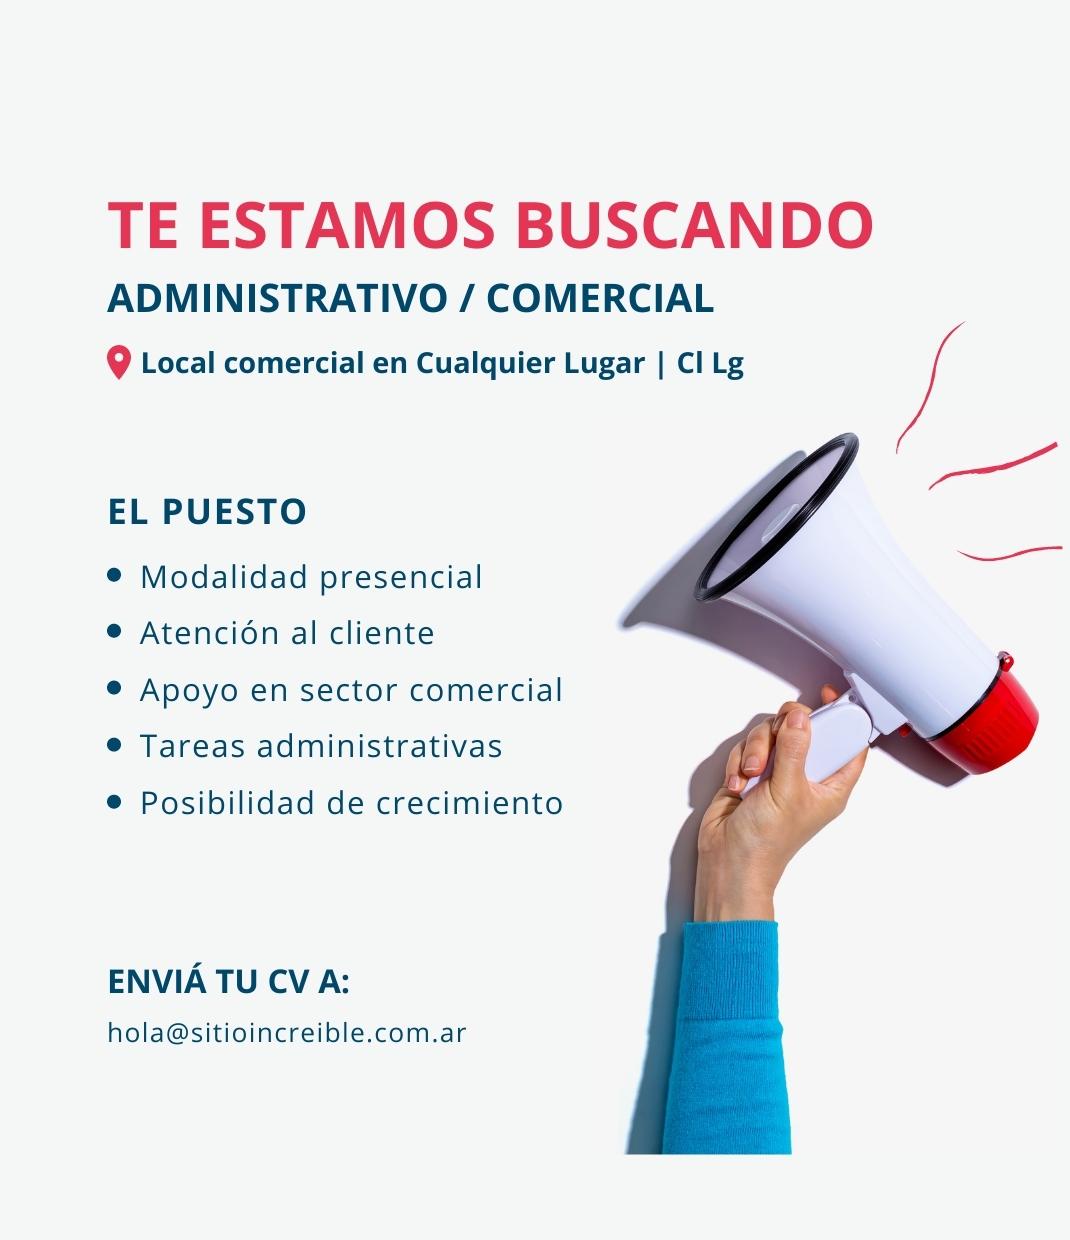 TE ESTAMOS BUSCANDO
ADMINISTRATIVO / COMERCIAL
Local comercial en Cualquier Lugar | Cl Lg
EL PUESTO
Modalidad presencial
Atención al cliente
Apoyo en sector comercial
Tareas administrativas
Posibilidad de crecimiento
ENVIÁ TU CV A:
hola@sitioincreible.com.ar